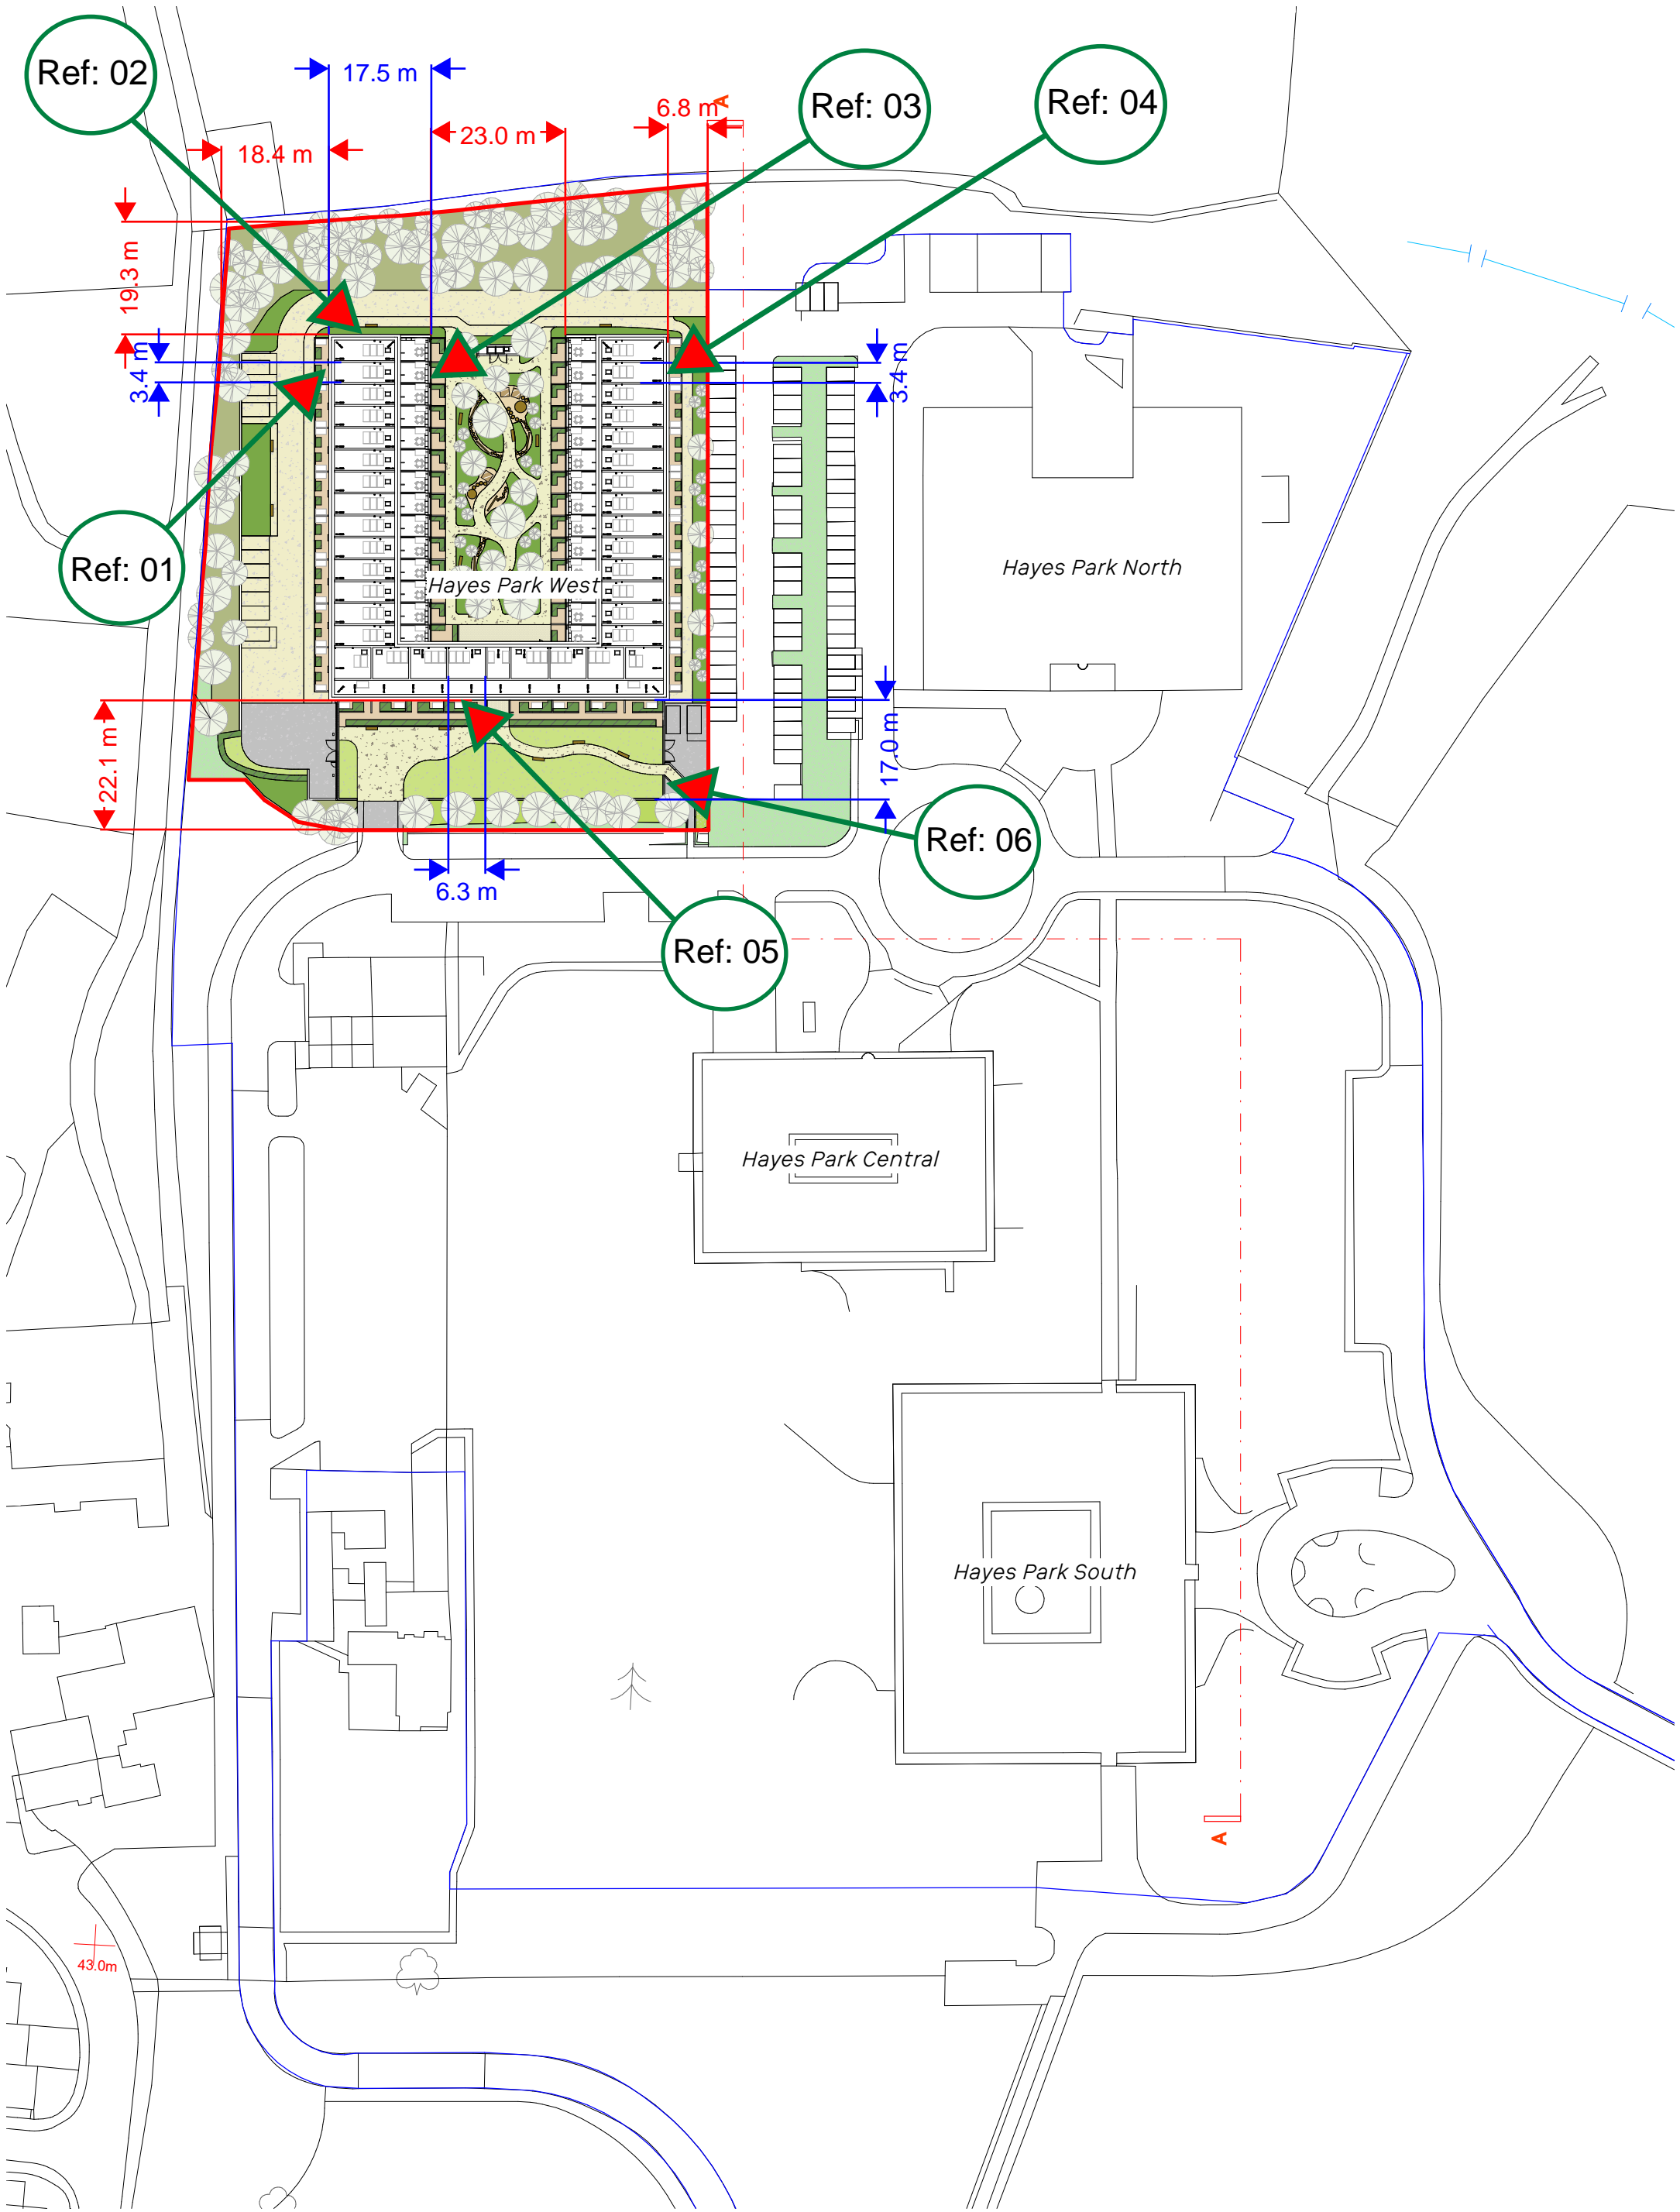 Ref: 02
17.5 m
Ref: 03
6.8 m
A
Ref: 04
23.0 m
18.4 m
19.3 m
3.4 m
3.4 m
Ref: 01
Hayes Park West
Hayes Park North
22.1 m
17.0 m
Ref: 06
6.3 m
Ref: 05
Hayes Park Central
Hayes Park South
A
43.0m